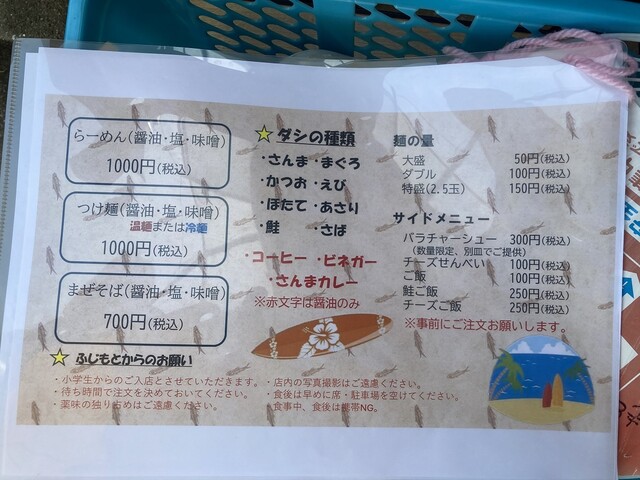 らーめん(醤油・塩・味噌)
1000円(税込)
つけ麺(醤油・塩・味噌)
温麺または冷麺
1000円(税込)
まぜそば(醤油・塩・味噌)
700円(税込)
ダシの種類
・さんま ・まぐろ
・かつお ・えび
・ほたて ・あさり
・鮭 ・さば
・コーヒー ・ビネガー
・さんまカレー
※赤文字は醤油のみ
麺の量
大盛 50円(税込)
ダブル 100円(税込)
特盛(2.5玉) 150円(税込)
サイドメニュー
バラチャーシュー 300円(税込)
(数量限定、別皿でご提供)
チーズせんべい 100円(税込)
ご飯 100円(税込)
鮭ご飯 250円(税込)
チーズご飯 250円(税込)
※事前にご注文お願いします。
ふじもとからのお願い
・小学生からのご入店とさせていただきます。
・待ち時間で注文を決めておいてください。
・薬味の独り占めはご遠慮ください。
・店内の写真撮影はご遠慮ください。
・食後は早めに席・駐車場を空けてください。
・食事中、食後は携帯NG。